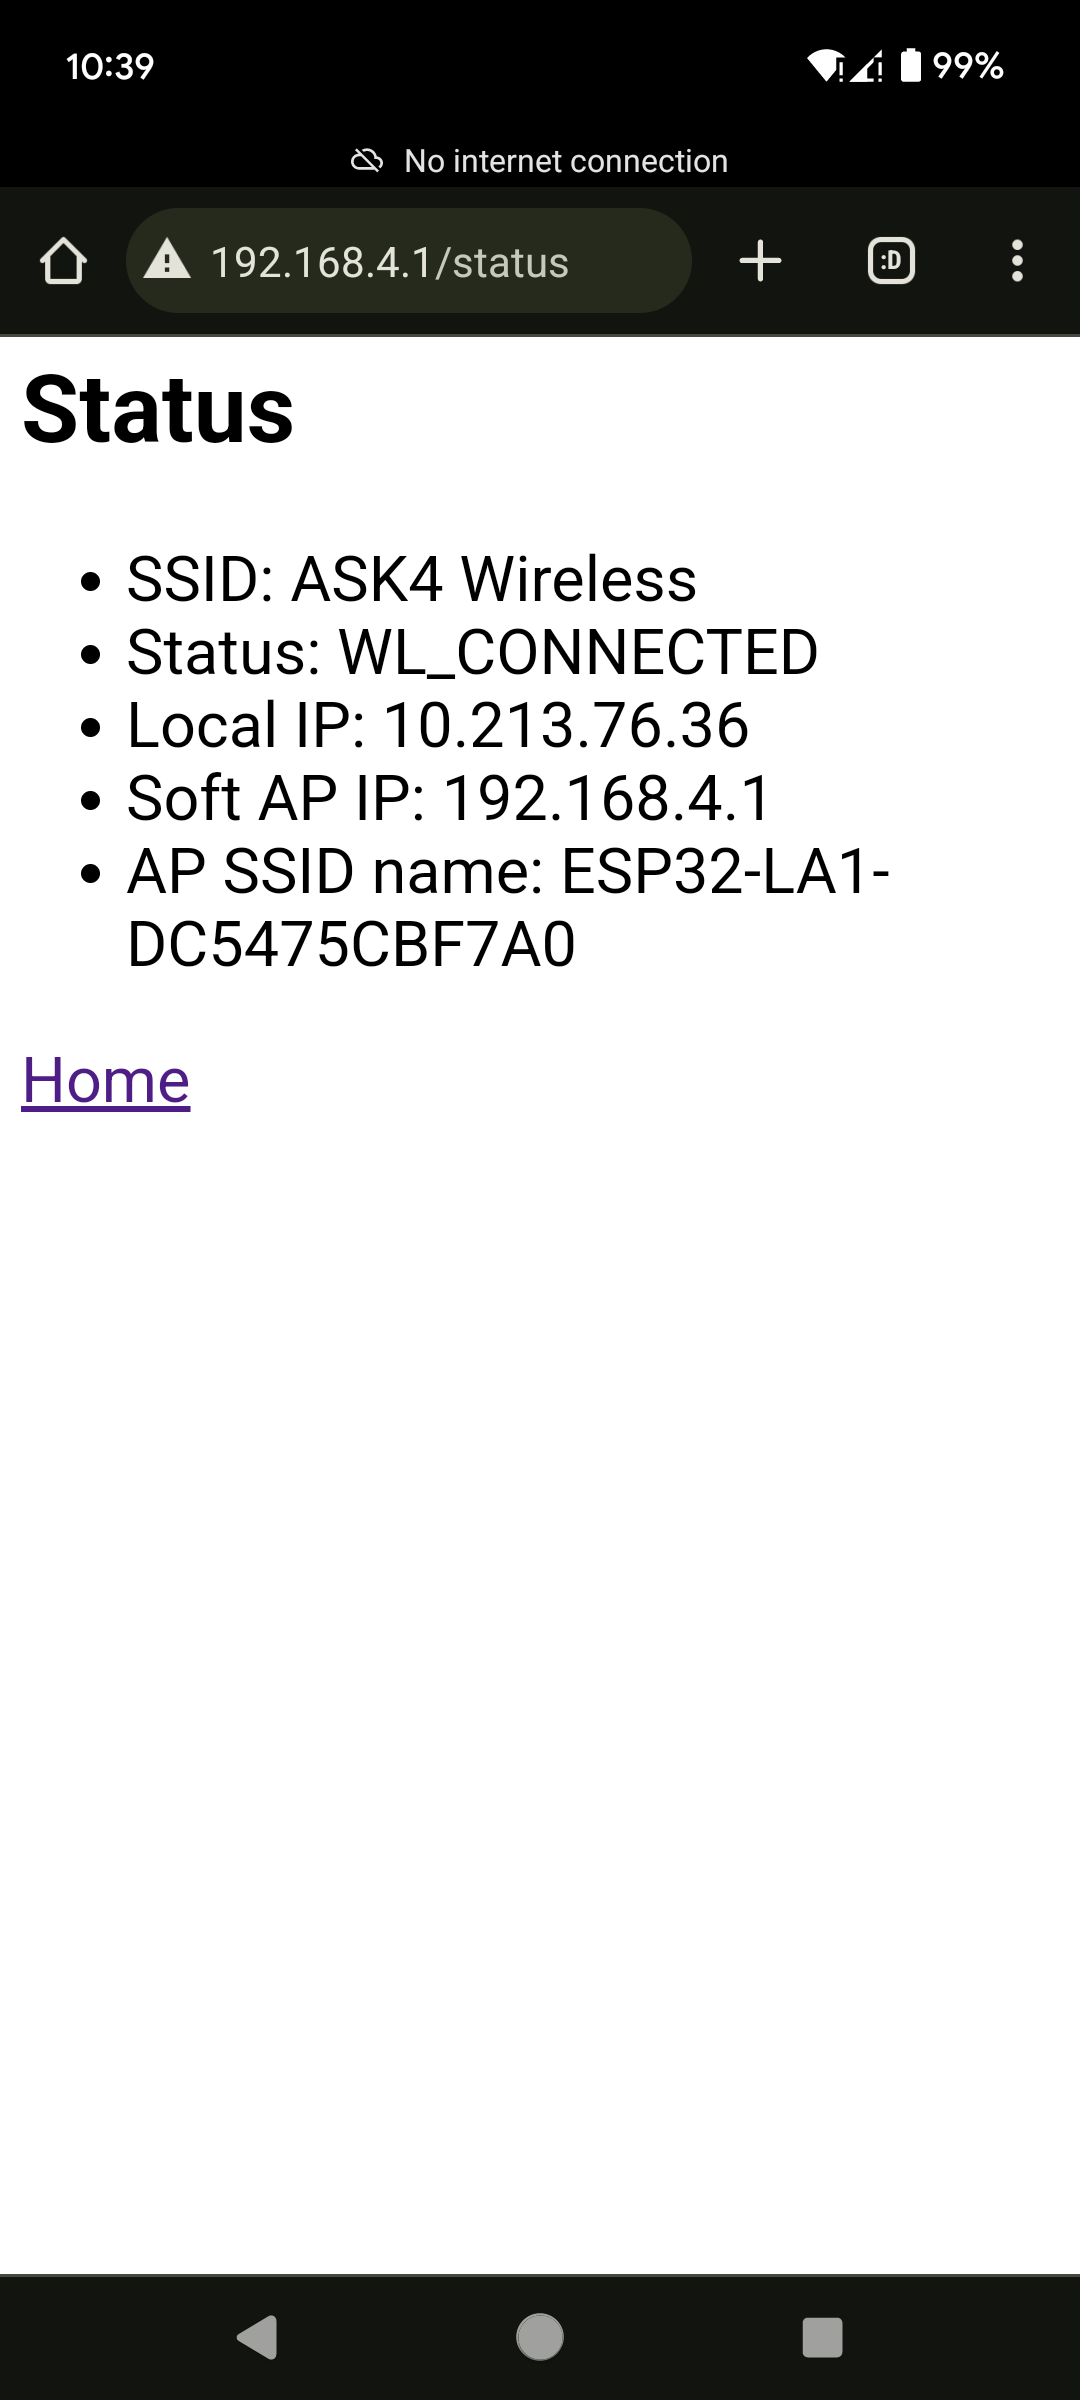 10:39
99%
No internet connection
192.168.4.1/status
:D
Status
SSID: ASK4 Wireless
Status: WL_CONNECTED
Local IP: 10.213.76.36
Soft AP IP: 192.168.4.1
AP SSID name: ESP32-LA1-
DC5475CBF7A0
Home